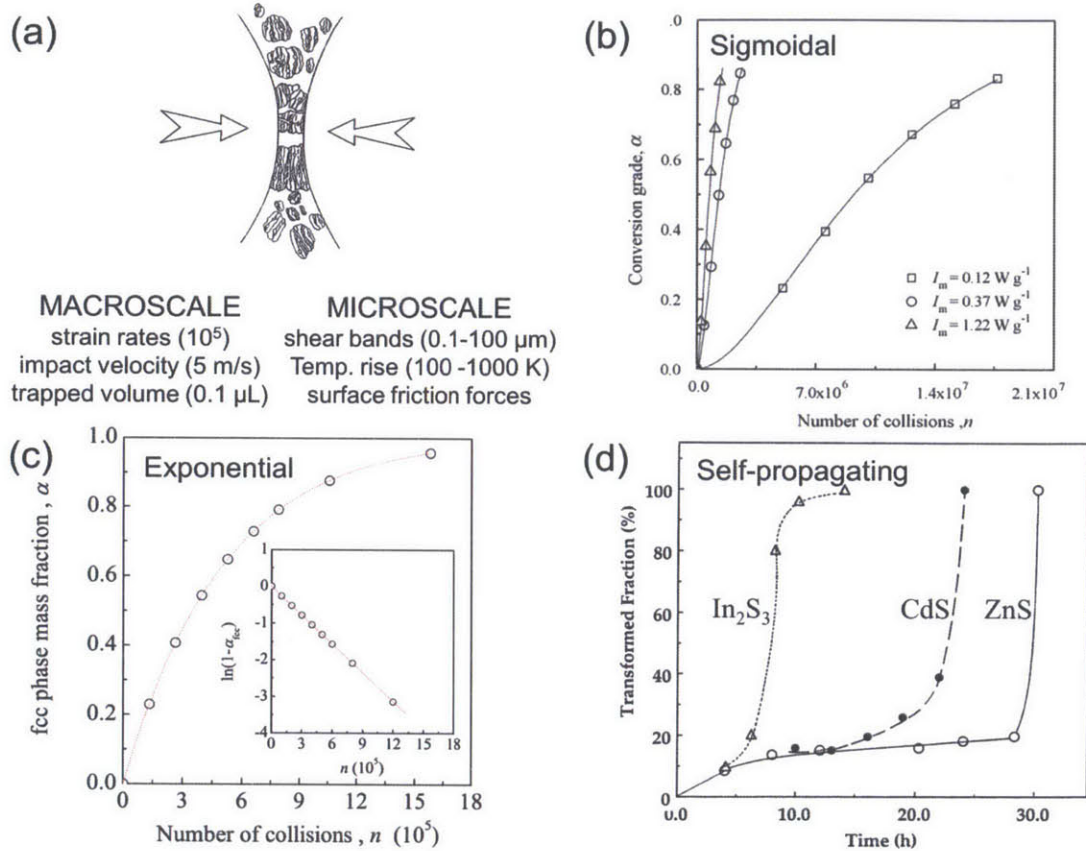 (a)
MACROSCALE
strain rates (10⁵)
impact velocity (5 m/s)
trapped volume (0.1 μL)
MICROSCALE
shear bands (0.1-100 μm)
Temp. rise (100 -1000 K)
surface friction forces
(b)
Sigmoidal
Conversion grade, α
.0
0.8
0.6
0.4
0.2
0.0
0.0
7.0x10⁶
1.4x10⁷
2.1x10⁷
Number of collisions ,n
Iₘ = 0.12 W g⁻¹
Iₘ = 0.37 W g⁻¹
Iₘ = 1.22 W g⁻¹
(c)
Exponential
fcc phase mass fraction , α
1.0
0.8
0.6
0.4
0.2
0.0
0
3
6
9
12
15
18
Number of collisions , n (10⁵)
ln(1-α_fcc)
1
0
-1
-2
-3
-4
0
3
6
9
12
15
18
n (10⁵)
(d)
Self-propagating
Transformed Fraction (%)
100
80
60
40
20
0
In₂S₃
CdS
ZnS
0.0
10.0
20.0
30.0
Time (h)